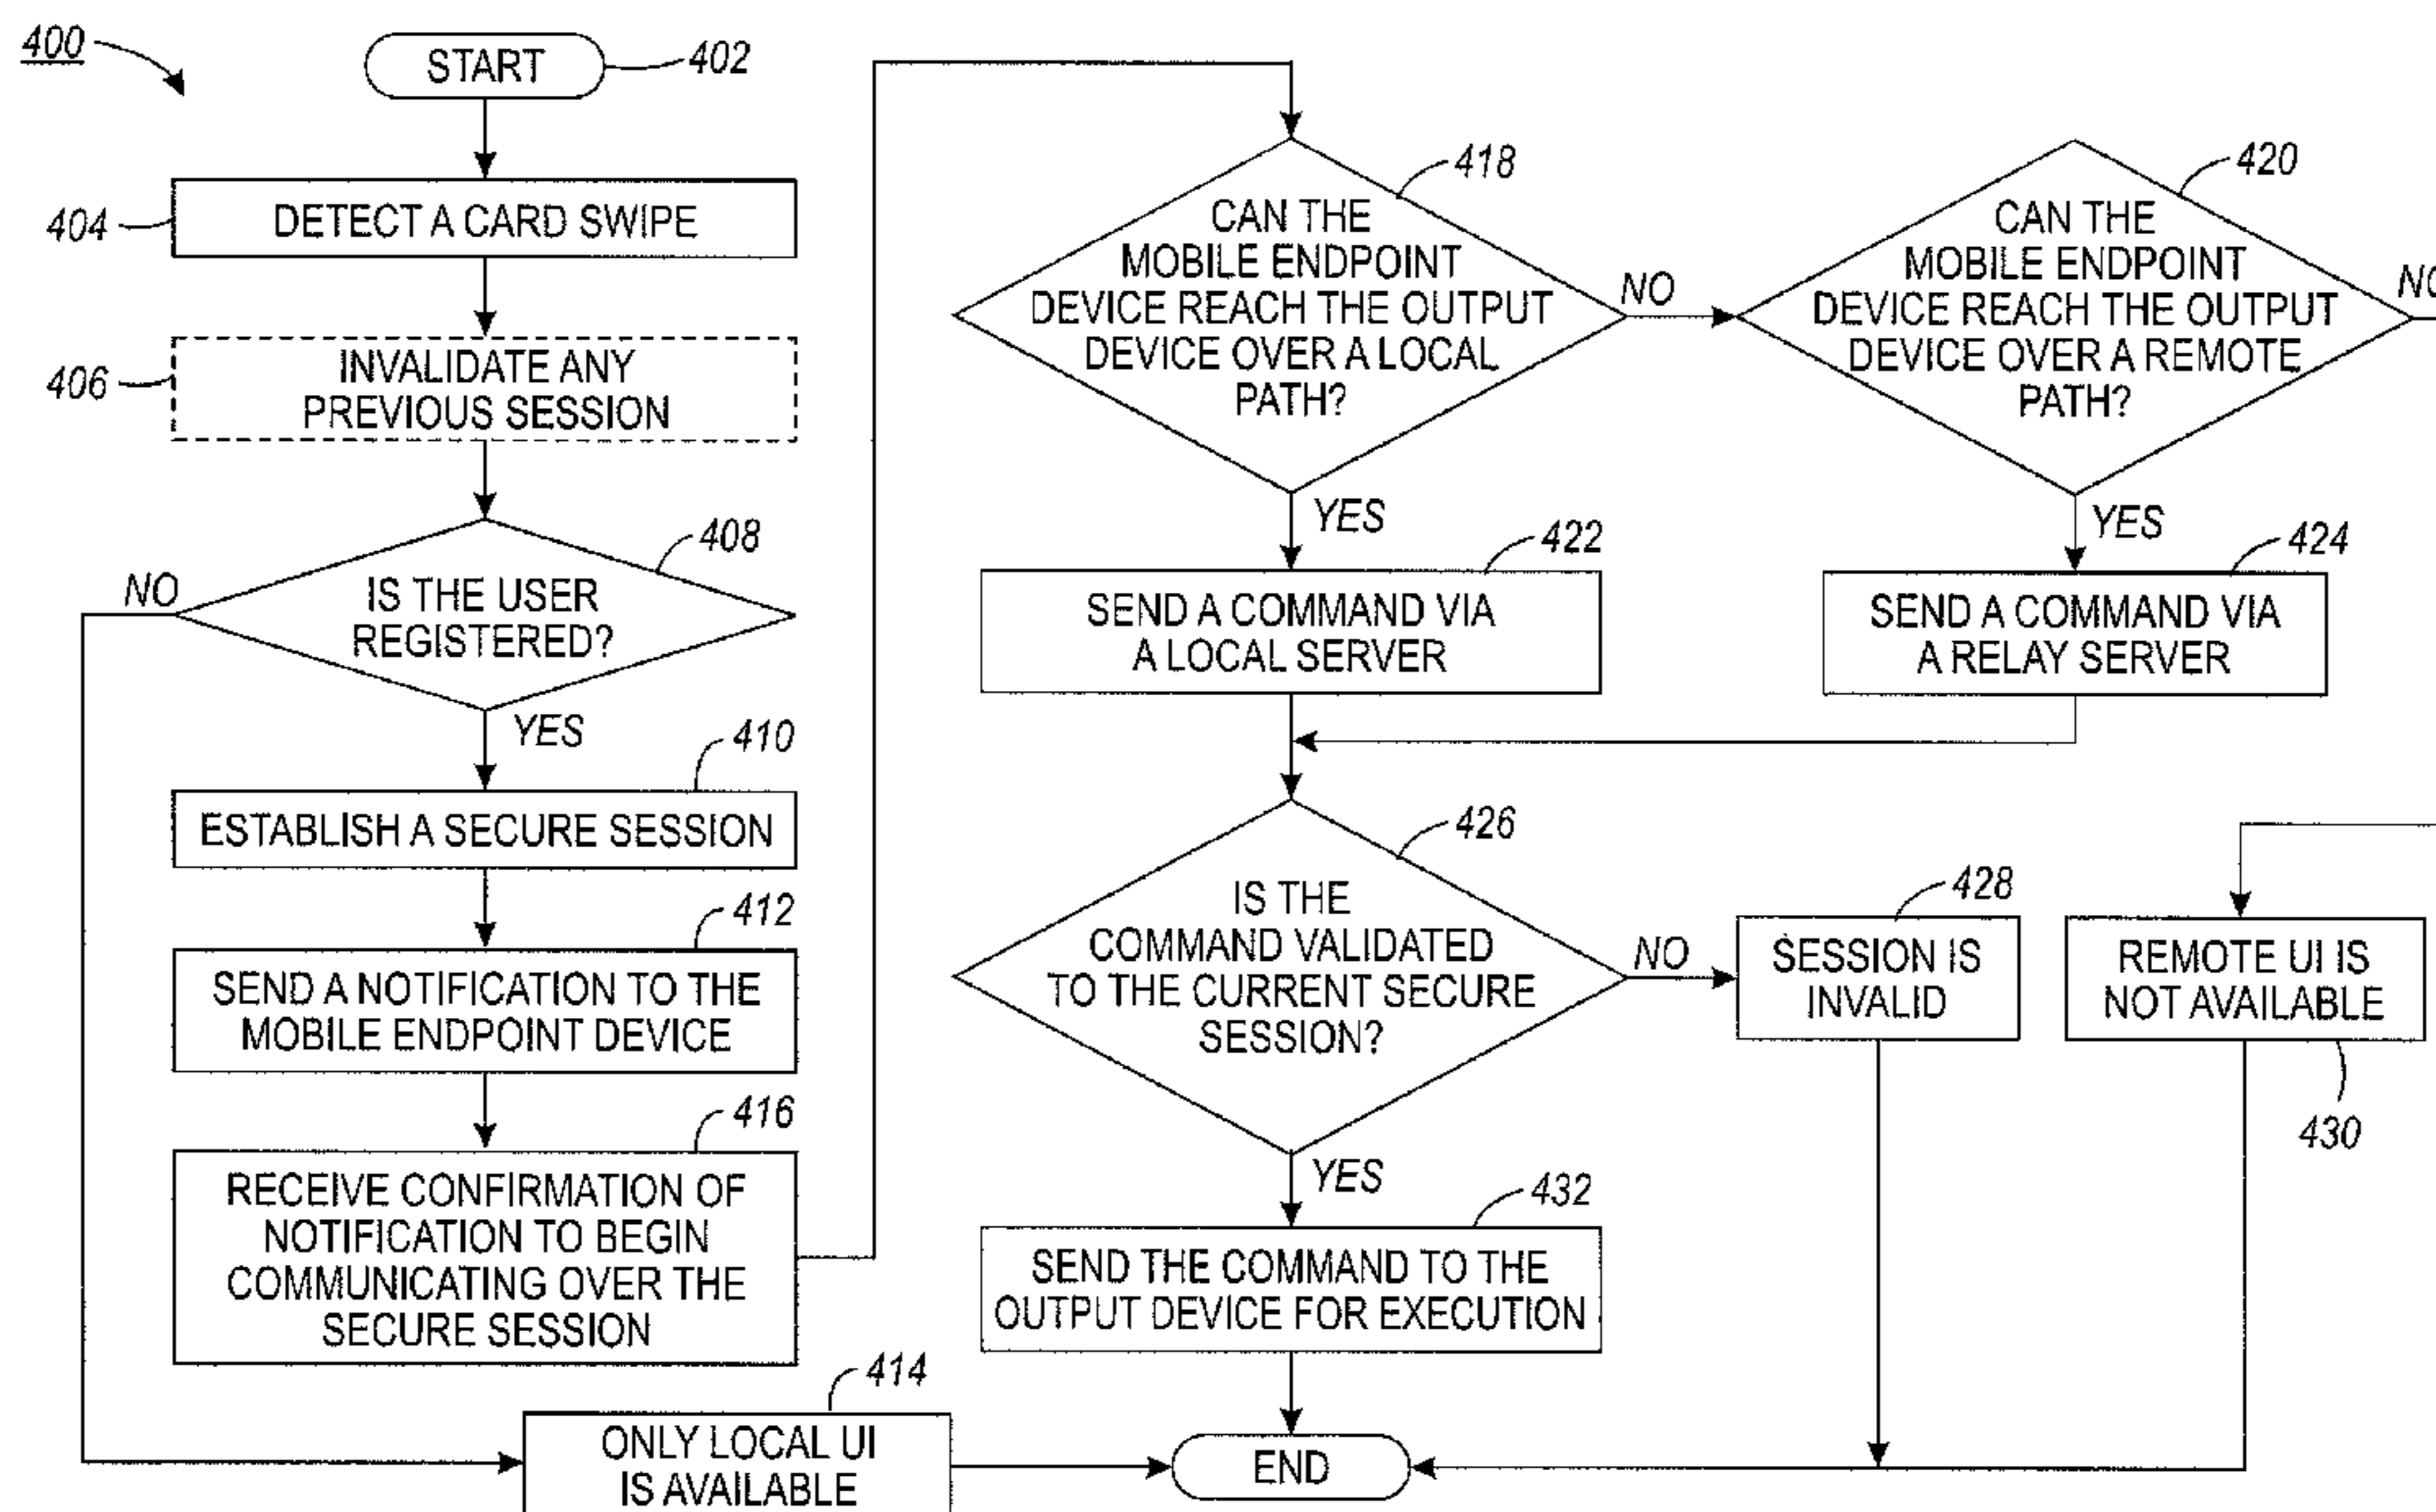 400
START
402
404
DETECT A CARD SWIPE
406
INVALIDATE ANY
PREVIOUS SESSION
408
NO
IS THE USER
REGISTERED?
YES
410
ESTABLISH A SECURE SESSION
412
SEND A NOTIFICATION TO THE
MOBILE ENDPOINT DEVICE
416
RECEIVE CONFIRMATION OF
NOTIFICATION TO BEGIN
COMMUNICATING OVER THE
SECURE SESSION
414
ONLY LOCAL UI
IS AVAILABLE
418
CAN THE
MOBILE ENDPOINT
DEVICE REACH THE OUTPUT
DEVICE OVER A LOCAL
PATH?
NO
YES
420
CAN THE
MOBILE ENDPOINT
DEVICE REACH THE OUTPUT
DEVICE OVER A REMOTE
PATH?
NO
YES
422
SEND A COMMAND VIA
A LOCAL SERVER
424
SEND A COMMAND VIA
A RELAY SERVER
426
IS THE
COMMAND VALIDATED
TO THE CURRENT SECURE
SESSION?
NO
YES
428
SESSION IS
INVALID
REMOTE UI IS
NOT AVAILABLE
430
432
SEND THE COMMAND TO THE
OUTPUT DEVICE FOR EXECUTION
END